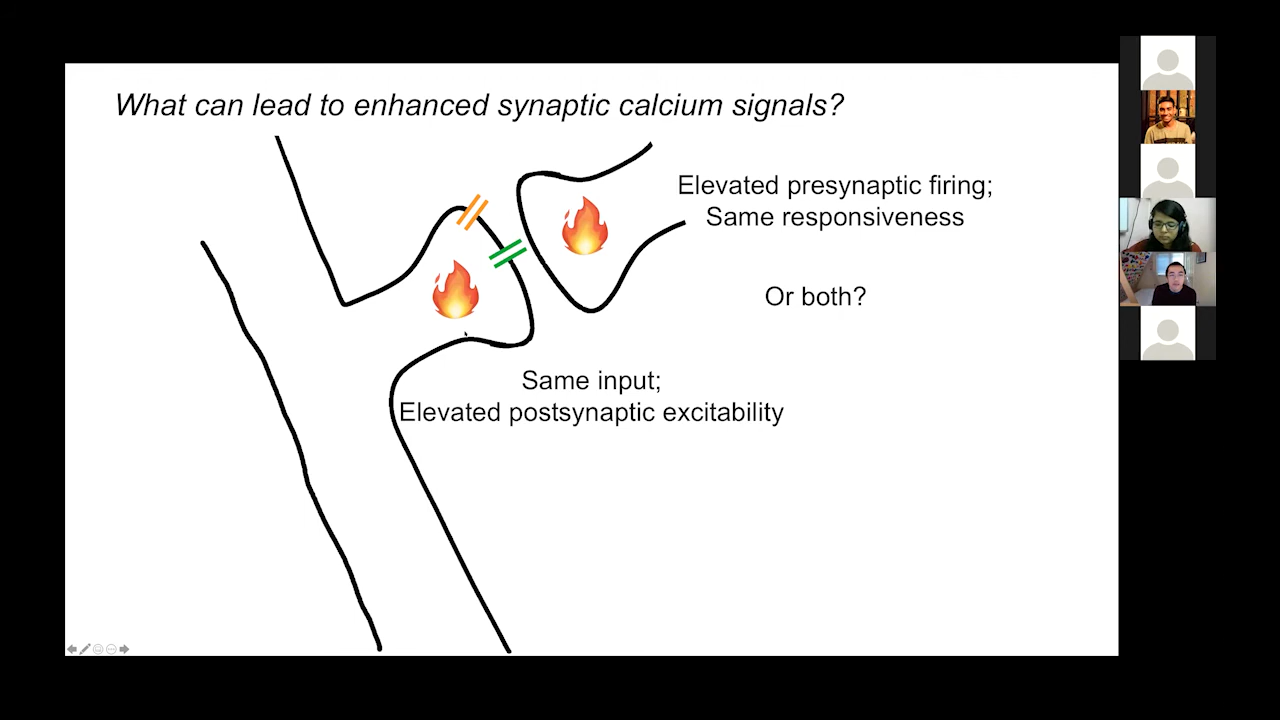 What can lead to enhanced synaptic calcium signals?
Elevated presynaptic firing;
Same responsiveness
Or both?
Same input;
Elevated postsynaptic excitability